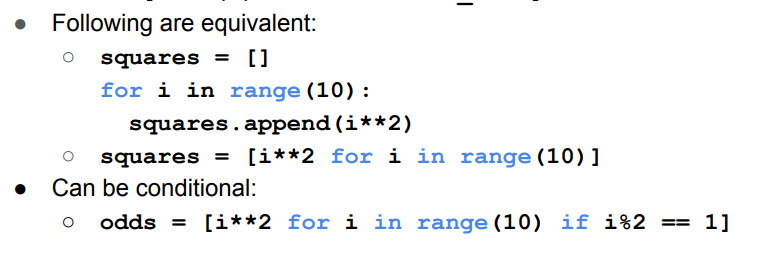 ● Following are equivalent:
○ squares = []
for i in range(10):
squares.append(i**2)
○ squares = [i**2 for i in range(10)]
● Can be conditional:
○ odds = [i**2 for i in range(10) if i%2 == 1]